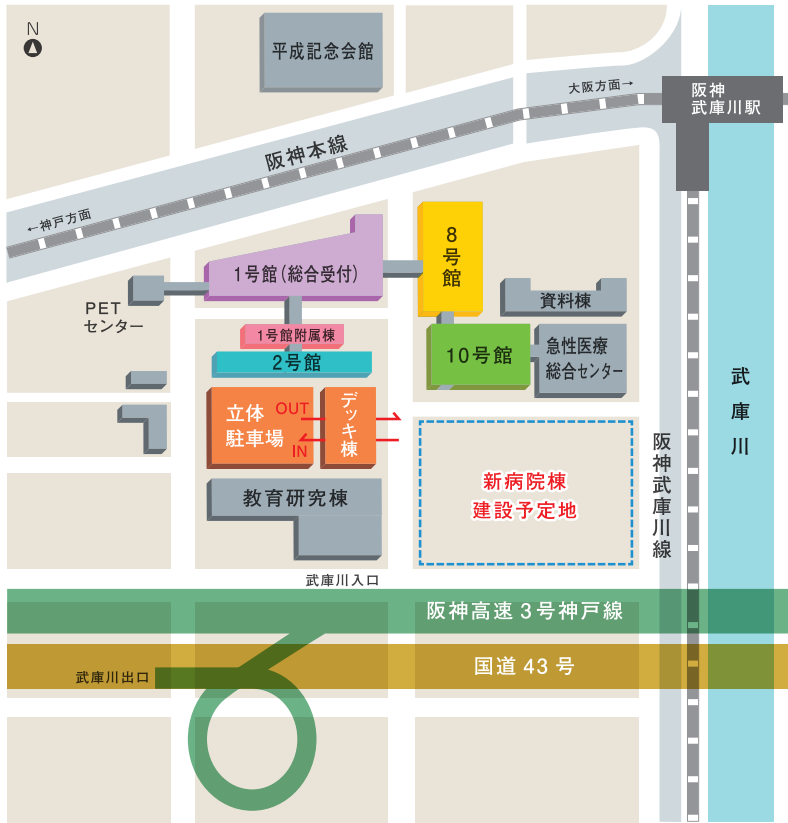 N
平成記念会館
大阪方面→
阪神
武庫川駅
阪神本線
←神戸方面
8号館
1号館(総合受付)
PET
センター
資料棟
1号館附属棟
2号館
10号館
急性医療
総合センター
立体
駐車場
OUT
IN
デッキ棟
武庫川
阪神武庫川線
新病院棟
建設予定地
教育研究棟
武庫川入口
阪神高速3号神戸線
国道43号
武庫川出口